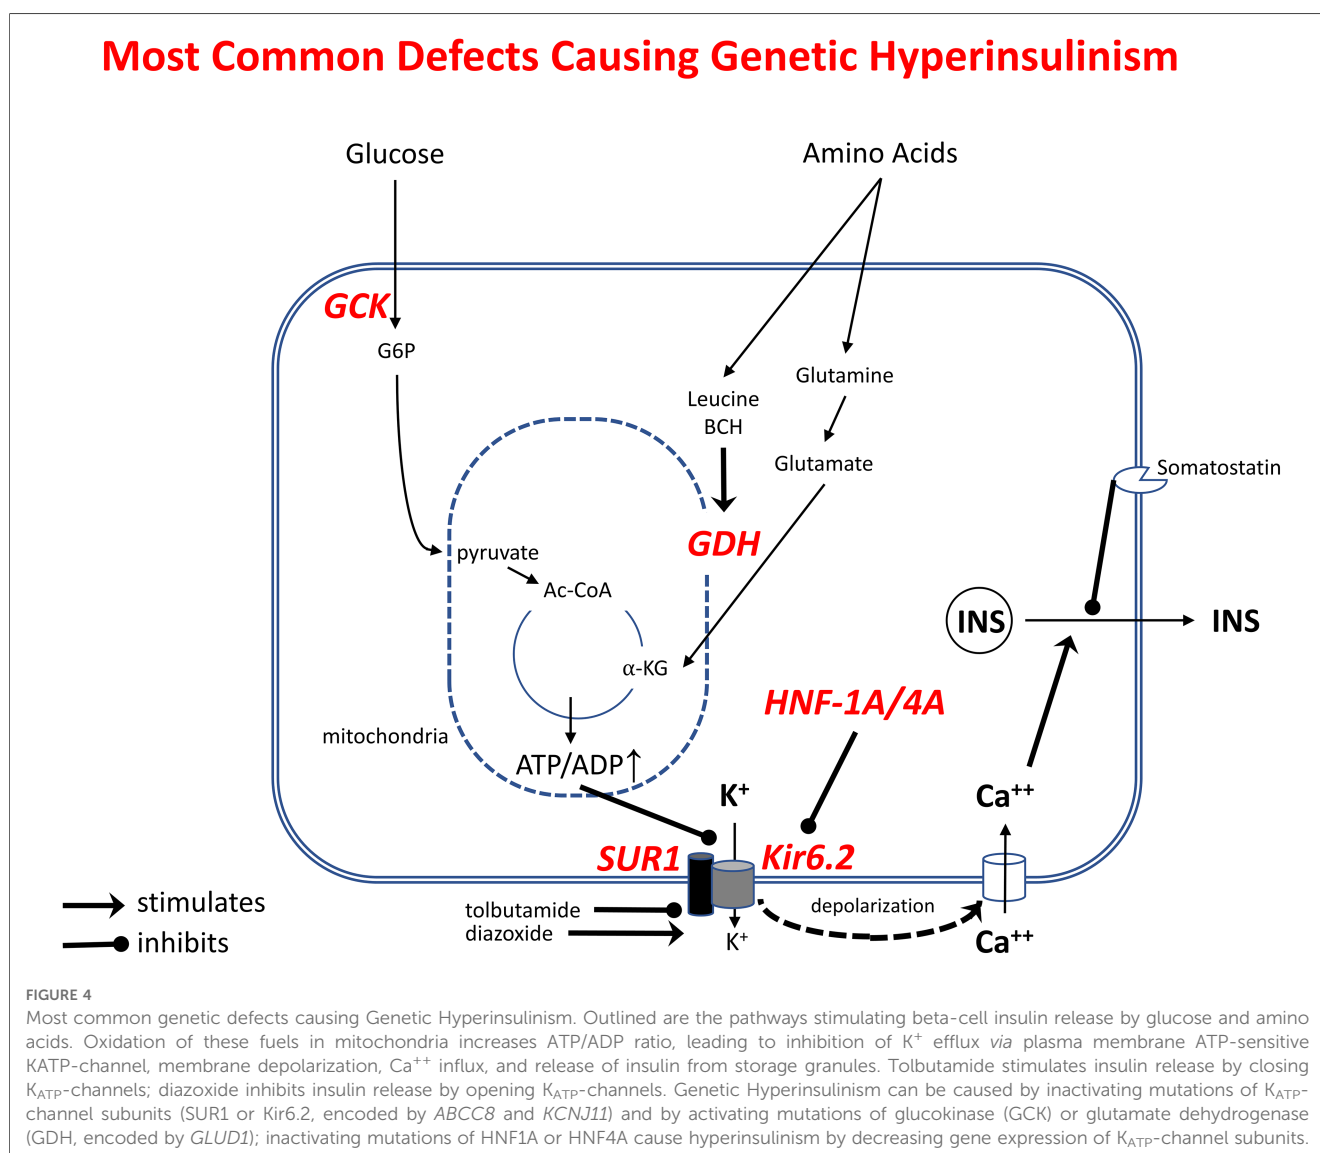 Most Common Defects Causing Genetic Hyperinsulinism
Glucose
Amino Acids
GCK
G6P
Glutamine
Leucine
BCH
Glutamate
Somatostatin
GDH
pyruvate
Ac-CoA
INS
INS
α-KG
HNF-1A/4A
mitochondria
ATP/ADP↑
K⁺
Ca⁺⁺
SUR1
Kir6.2
stimulates
inhibits
tolbutamide
diazoxide
depolarization
K⁺
Ca⁺⁺
FIGURE 4
Most common genetic defects causing Genetic Hyperinsulinism. Outlined are the pathways stimulating beta-cell insulin release by glucose and amino
acids. Oxidation of these fuels in mitochondria increases ATP/ADP ratio, leading to inhibition of K⁺ efflux via plasma membrane ATP-sensitive
KATP-channel, membrane depolarization, Ca⁺⁺ influx, and release of insulin from storage granules. Tolbutamide stimulates insulin release by closing
KATP-channels; diazoxide inhibits insulin release by opening KATP-channels. Genetic Hyperinsulinism can be caused by inactivating mutations of KATP-
channel subunits (SUR1 or Kir6.2, encoded by ABCC8 and KCNJ11) and by activating mutations of glucokinase (GCK) or glutamate dehydrogenase
(GDH, encoded by GLUD1); inactivating mutations of HNF1A or HNF4A cause hyperinsulinism by decreasing gene expression of KATP-channel subunits.